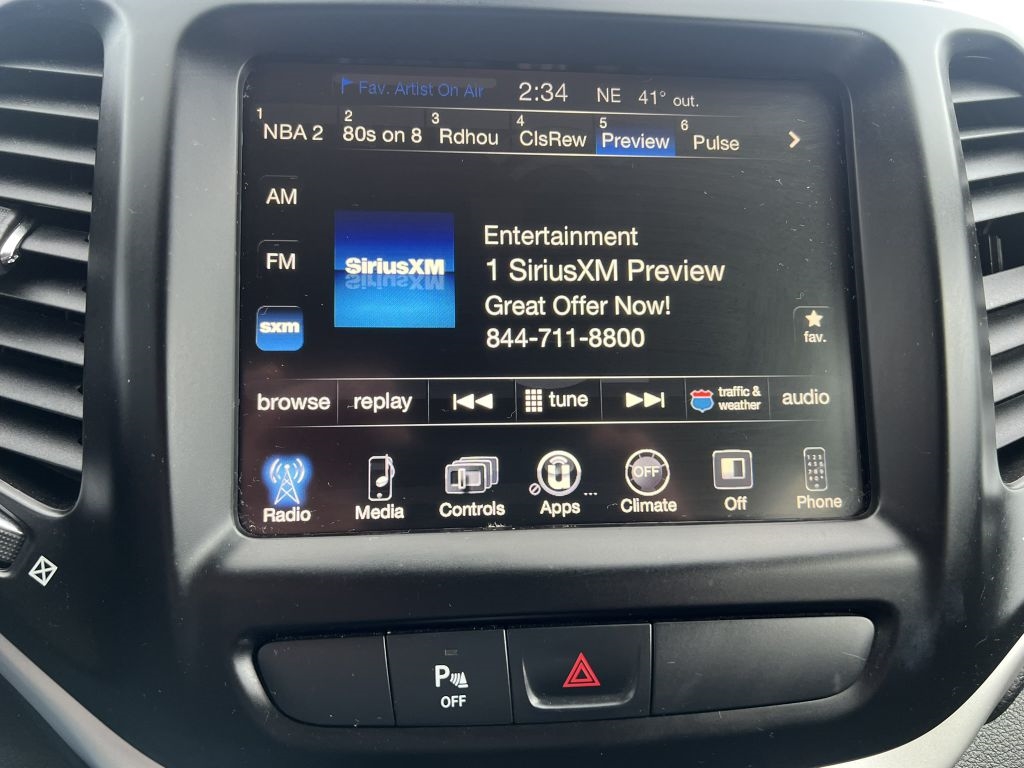 Fav. Artist On Air 2:34 NE 41° out.
1 NBA 2 2 80s on 8 3 Rdhou 4 ClsRew 5 Preview 6 Pulse
AM
FM
sxm
SiriusXM
Entertainment
1 SiriusXM Preview
Great Offer Now!
844-711-8800
fav.
browse replay tune traffic & weather audio
OFF
Radio Media Controls Apps Climate Off Phone
P
OFF